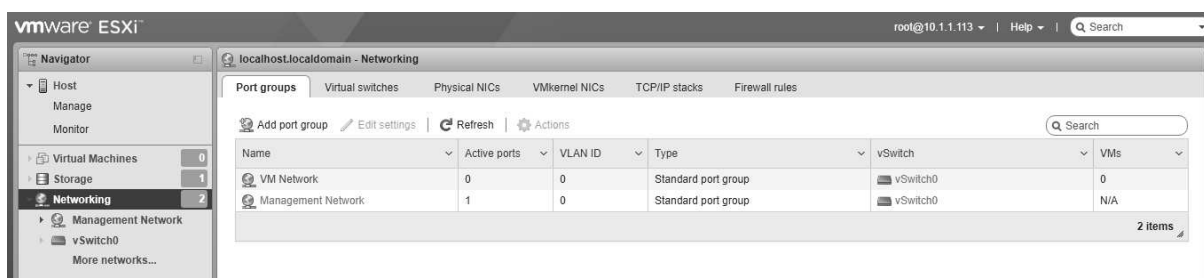 vmware ESXi™
root@10.1.1.113 | Help | Search
Navigator
localhost.localdomain - Networking
Host
Manage
Monitor
Virtual Machines 0
Storage 1
Networking 2
Management Network
vSwitch0
More networks...
Port groups Virtual switches Physical NICs VMkernel NICs TCP/IP stacks Firewall rules
Add port group Edit settings | Refresh | Actions
Search
Name Active ports VLAN ID Type vSwitch VMs
VM Network 0 0 Standard port group vSwitch0 0
Management Network 1 0 Standard port group vSwitch0 N/A
2 items